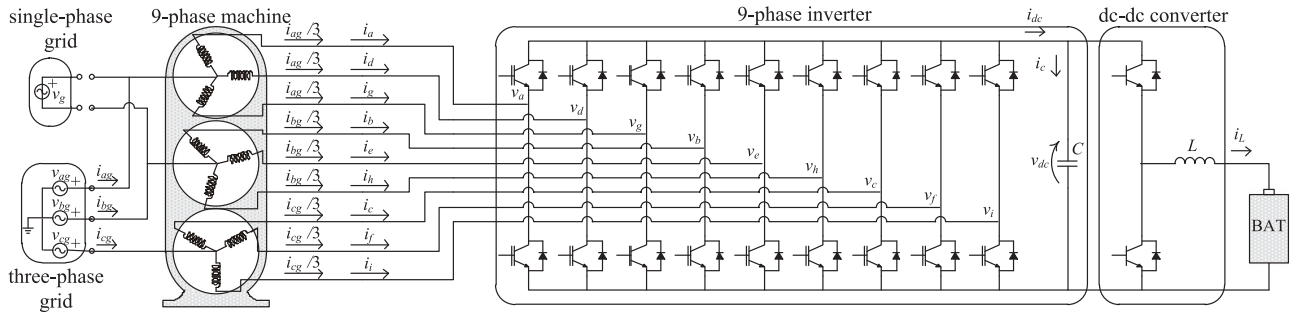 single-phase
grid
9-phase machine
9-phase inverter
dc-dc converter
+
v_g
three-phase
grid
v_ag
+
v_bg
+
v_cg
+
i_ag
i_bg
i_cg
i_ag/3
i_a
i_ag/3
i_d
i_ag/3
i_g
i_bg/3
i_b
i_bg/3
i_e
i_bg/3
i_h
i_cg/3
i_c
i_cg/3
i_f
i_cg/3
i_i
v_a
v_d
v_g
v_b
v_e
v_h
v_c
v_f
v_i
i_dc
i_c
v_dc
C
L
i_L
BAT